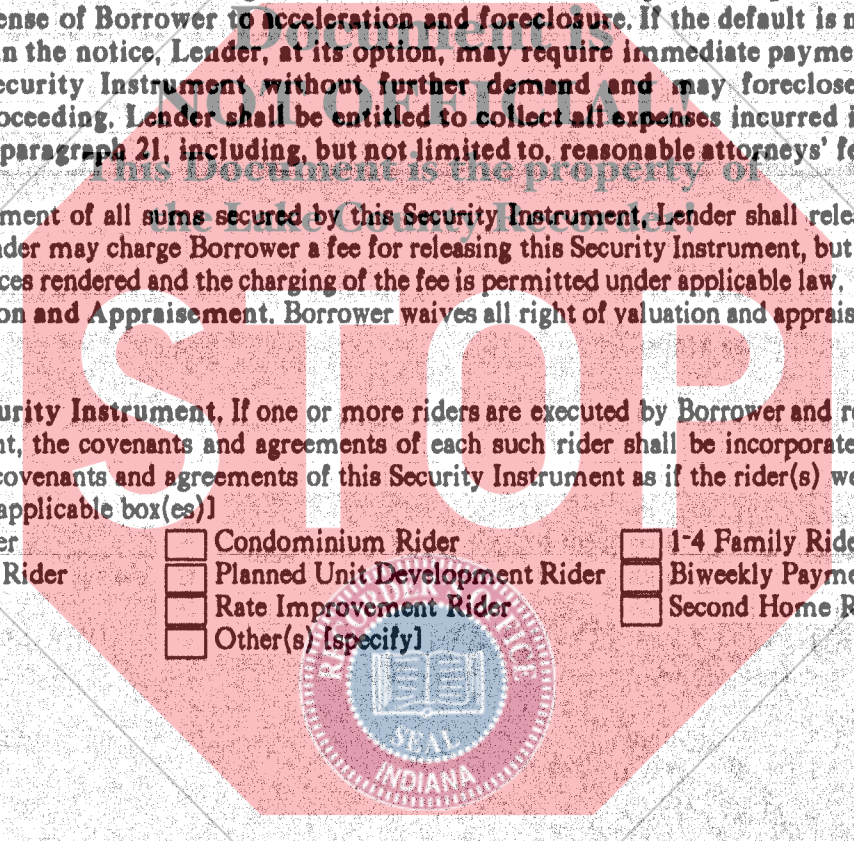 ense of Borrower to acceleration and foreclosure. If the default is n
Document is
n the notice, Lender, at its option, may require immediate payme
ecurity Instrument without further demand and may foreclose
NOT OFFICIAL!
oceeding. Lender shall be entitled to collect all expenses incurred i
paragraph 21, including, but not limited to, reasonable attorneys' fe
This Document is the property of
ment of all sums secured by this Security Instrument, Lender shall rele
the Lake County Recorder!
nder may charge Borrower a fee for releasing this Security Instrument, but
ces rendered and the charging of the fee is permitted under applicable law.
on and Appraisement. Borrower waives all right of valuation and apprais
STOP
urity Instrument. If one or more riders are executed by Borrower and re
nt, the covenants and agreements of each such rider shall be incorporate
covenants and agreements of this Security Instrument as if the rider(s) we
applicable box(es)]
er Condominium Rider 1-4 Family Ride
Rider Planned Unit Development Rider Biweekly Payme
Rate Improvement Rider Second Home R
Other(s) [specify]
RECORDER'S OFFICE
SEAL
INDIANA